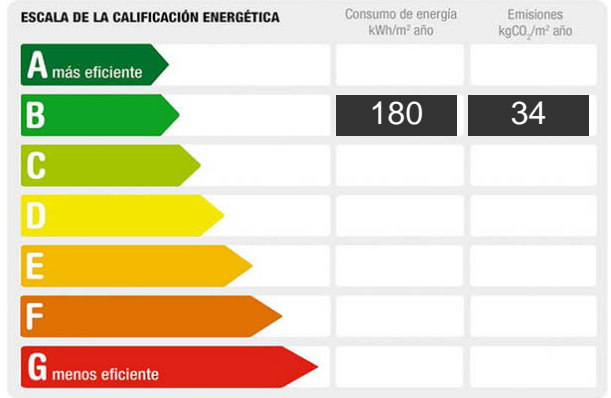 ESCALA DE LA CALIFICACIÓN ENERGÉTICA
Consumo de energía
kWh/m² año
Emisiones
kgCO₂/m² año
A más eficiente
B 180 34
C
D
E
F
G menos eficiente